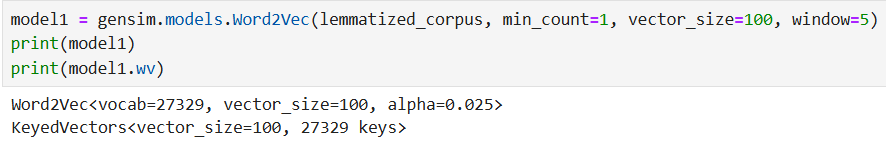 model1 = gensim.models.Word2Vec(lemmatized_corpus, min_count=1, vector_size=100, window=5)
print(model1)
print(model1.wv)
Word2Vec<vocab=27329, vector_size=100, alpha=0.025>
KeyedVectors<vector_size=100, 27329 keys>